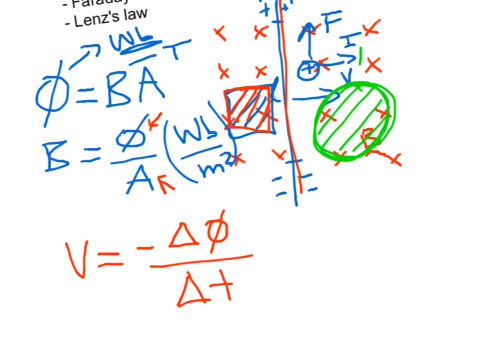 - Faraday
- Lenz's law
Wb
T
ϕ = BA
B = ϕ/A (Wb/m²)
V = - Δϕ/Δt
F
I
V
B